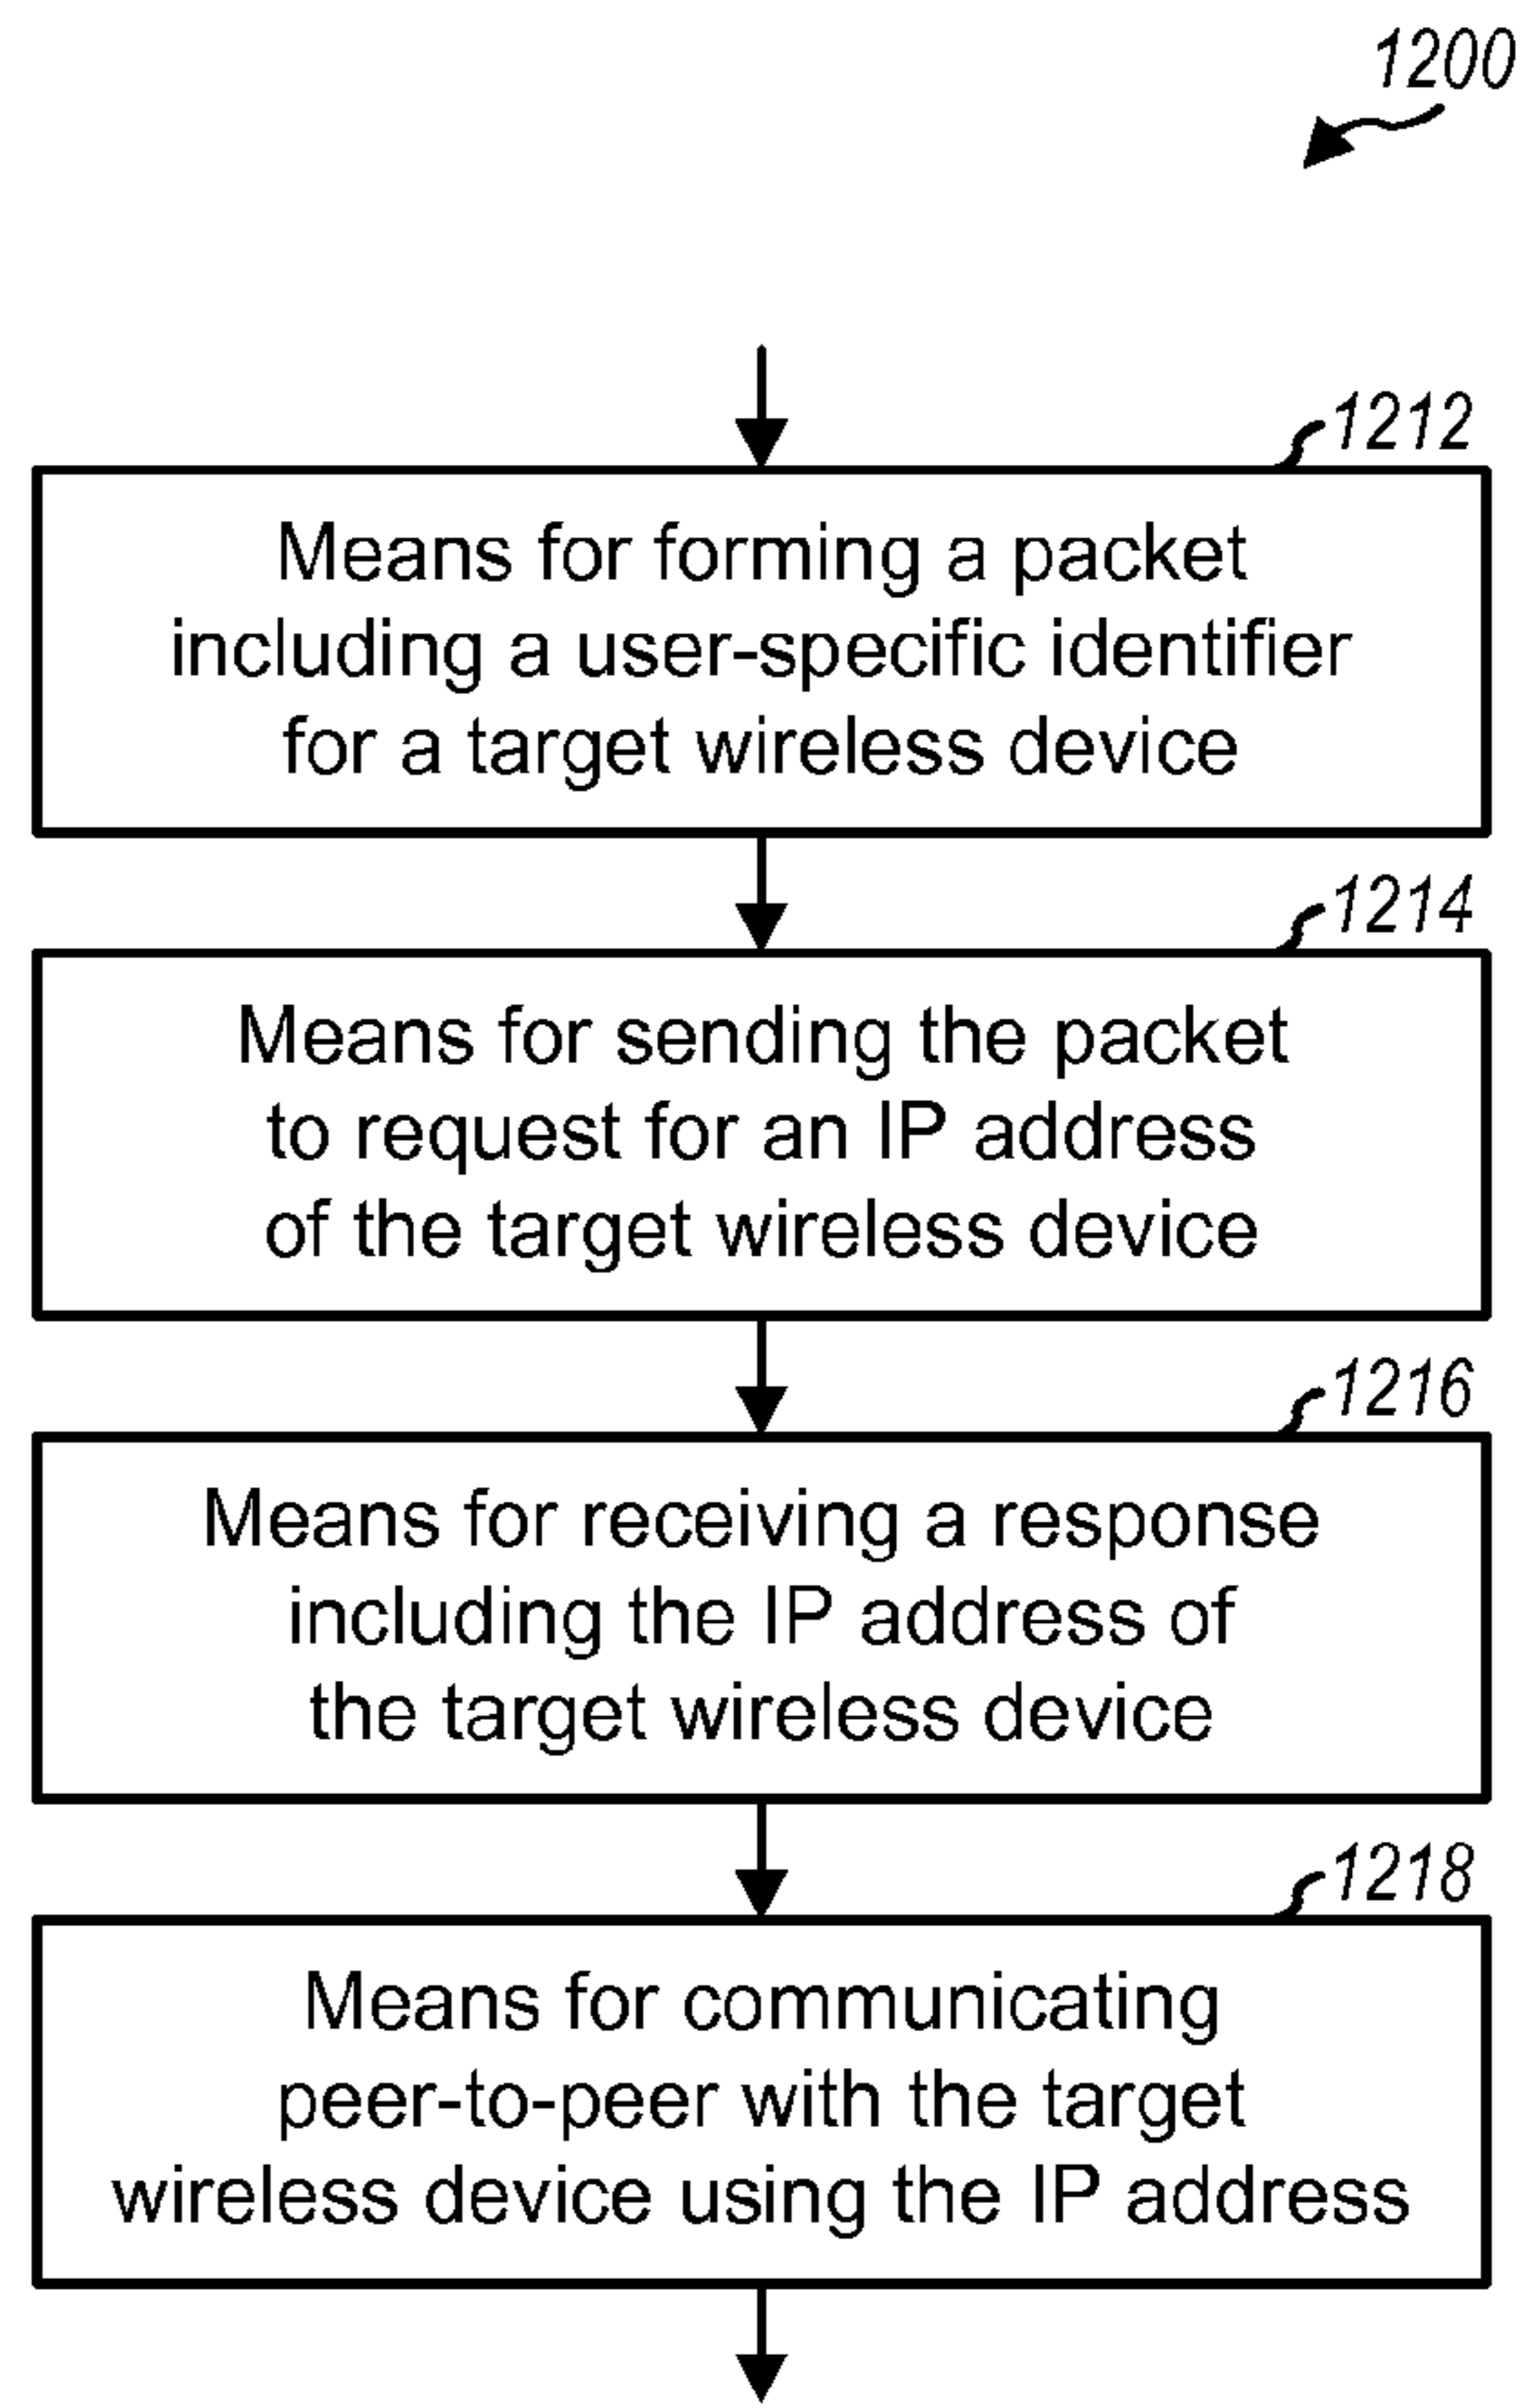 1200
1212
Means for forming a packet
including a user-specific identifier
for a target wireless device
1214
Means for sending the packet
to request for an IP address
of the target wireless device
1216
Means for receiving a response
including the IP address of
the target wireless device
1218
Means for communicating
peer-to-peer with the target
wireless device using the IP address